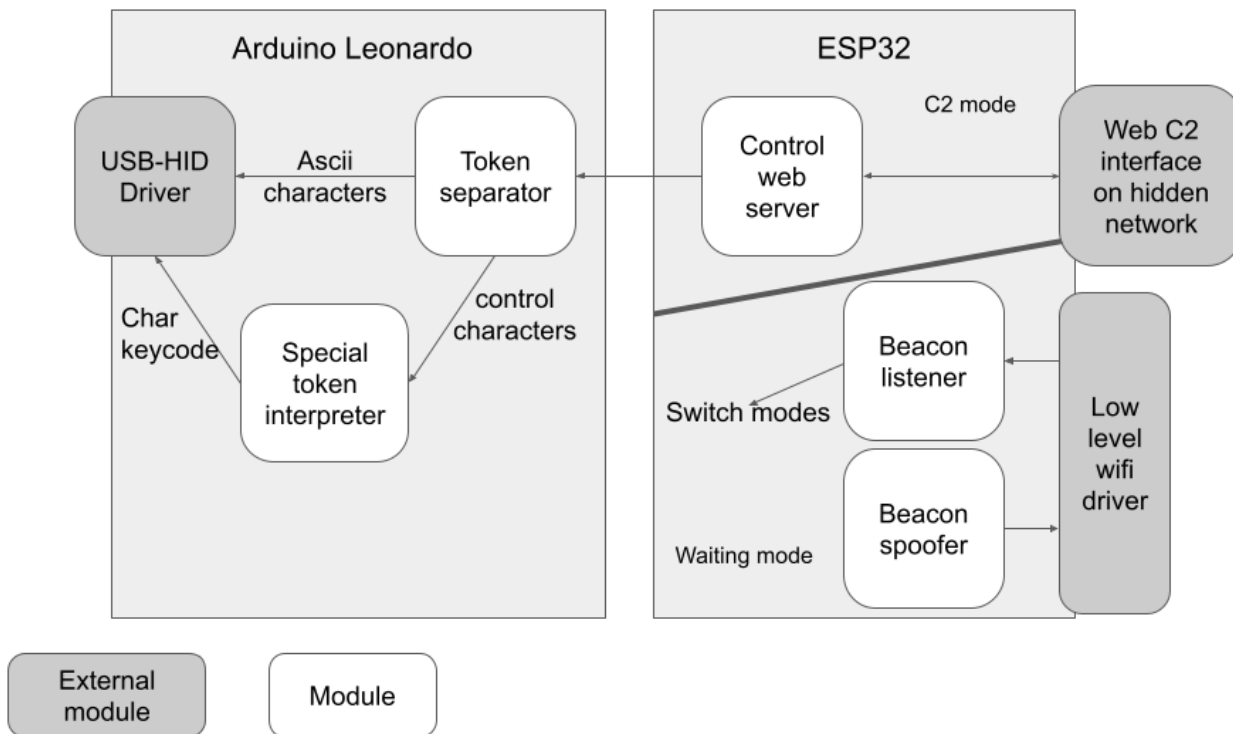 Arduino Leonardo
ESP32
USB-HID
Driver
Ascii
characters
Token
separator
Control
web
server
C2 mode
Web C2
interface
on hidden
network
Char
keycode
Special
token
interpreter
control
characters
Beacon
listener
Switch modes
Low
level
wifi
driver
Waiting mode
Beacon
spoofer
External
module
Module